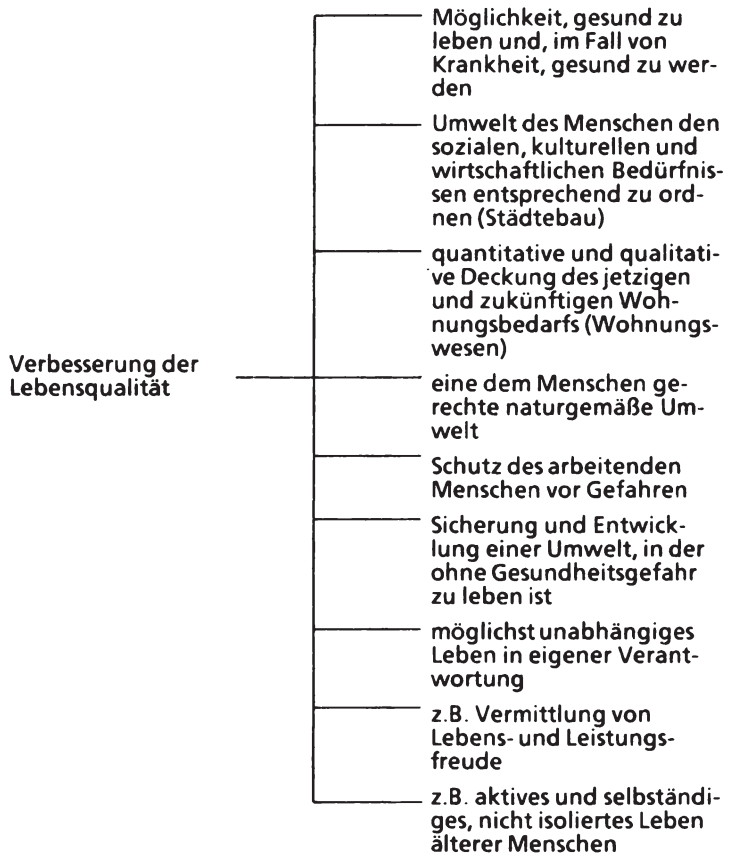 Möglichkeit, gesund zu
leben und, im Fall von
Krankheit, gesund zu wer-
den
Umwelt des Menschen den
sozialen, kulturellen und
wirtschaftlichen Bedürfnis-
sen entsprechend zu ord-
nen (Städtebau)
quantitative und qualitati-
ve Deckung des jetzigen
und zukünftigen Woh-
nungsbedarfs (Wohnungs-
wesen)
Verbesserung der
Lebensqualität
eine dem Menschen ge-
rechte naturgemäße Um-
welt
Schutz des arbeitenden
Menschen vor Gefahren
Sicherung und Entwick-
lung einer Umwelt, in der
ohne Gesundheitsgefahr
zu leben ist
möglichst unabhängiges
Leben in eigener Verant-
wortung
z.B. Vermittlung von
Lebens- und Leistungs-
freude
z.B. aktives und selbständi-
ges, nicht isoliertes Leben
älterer Menschen